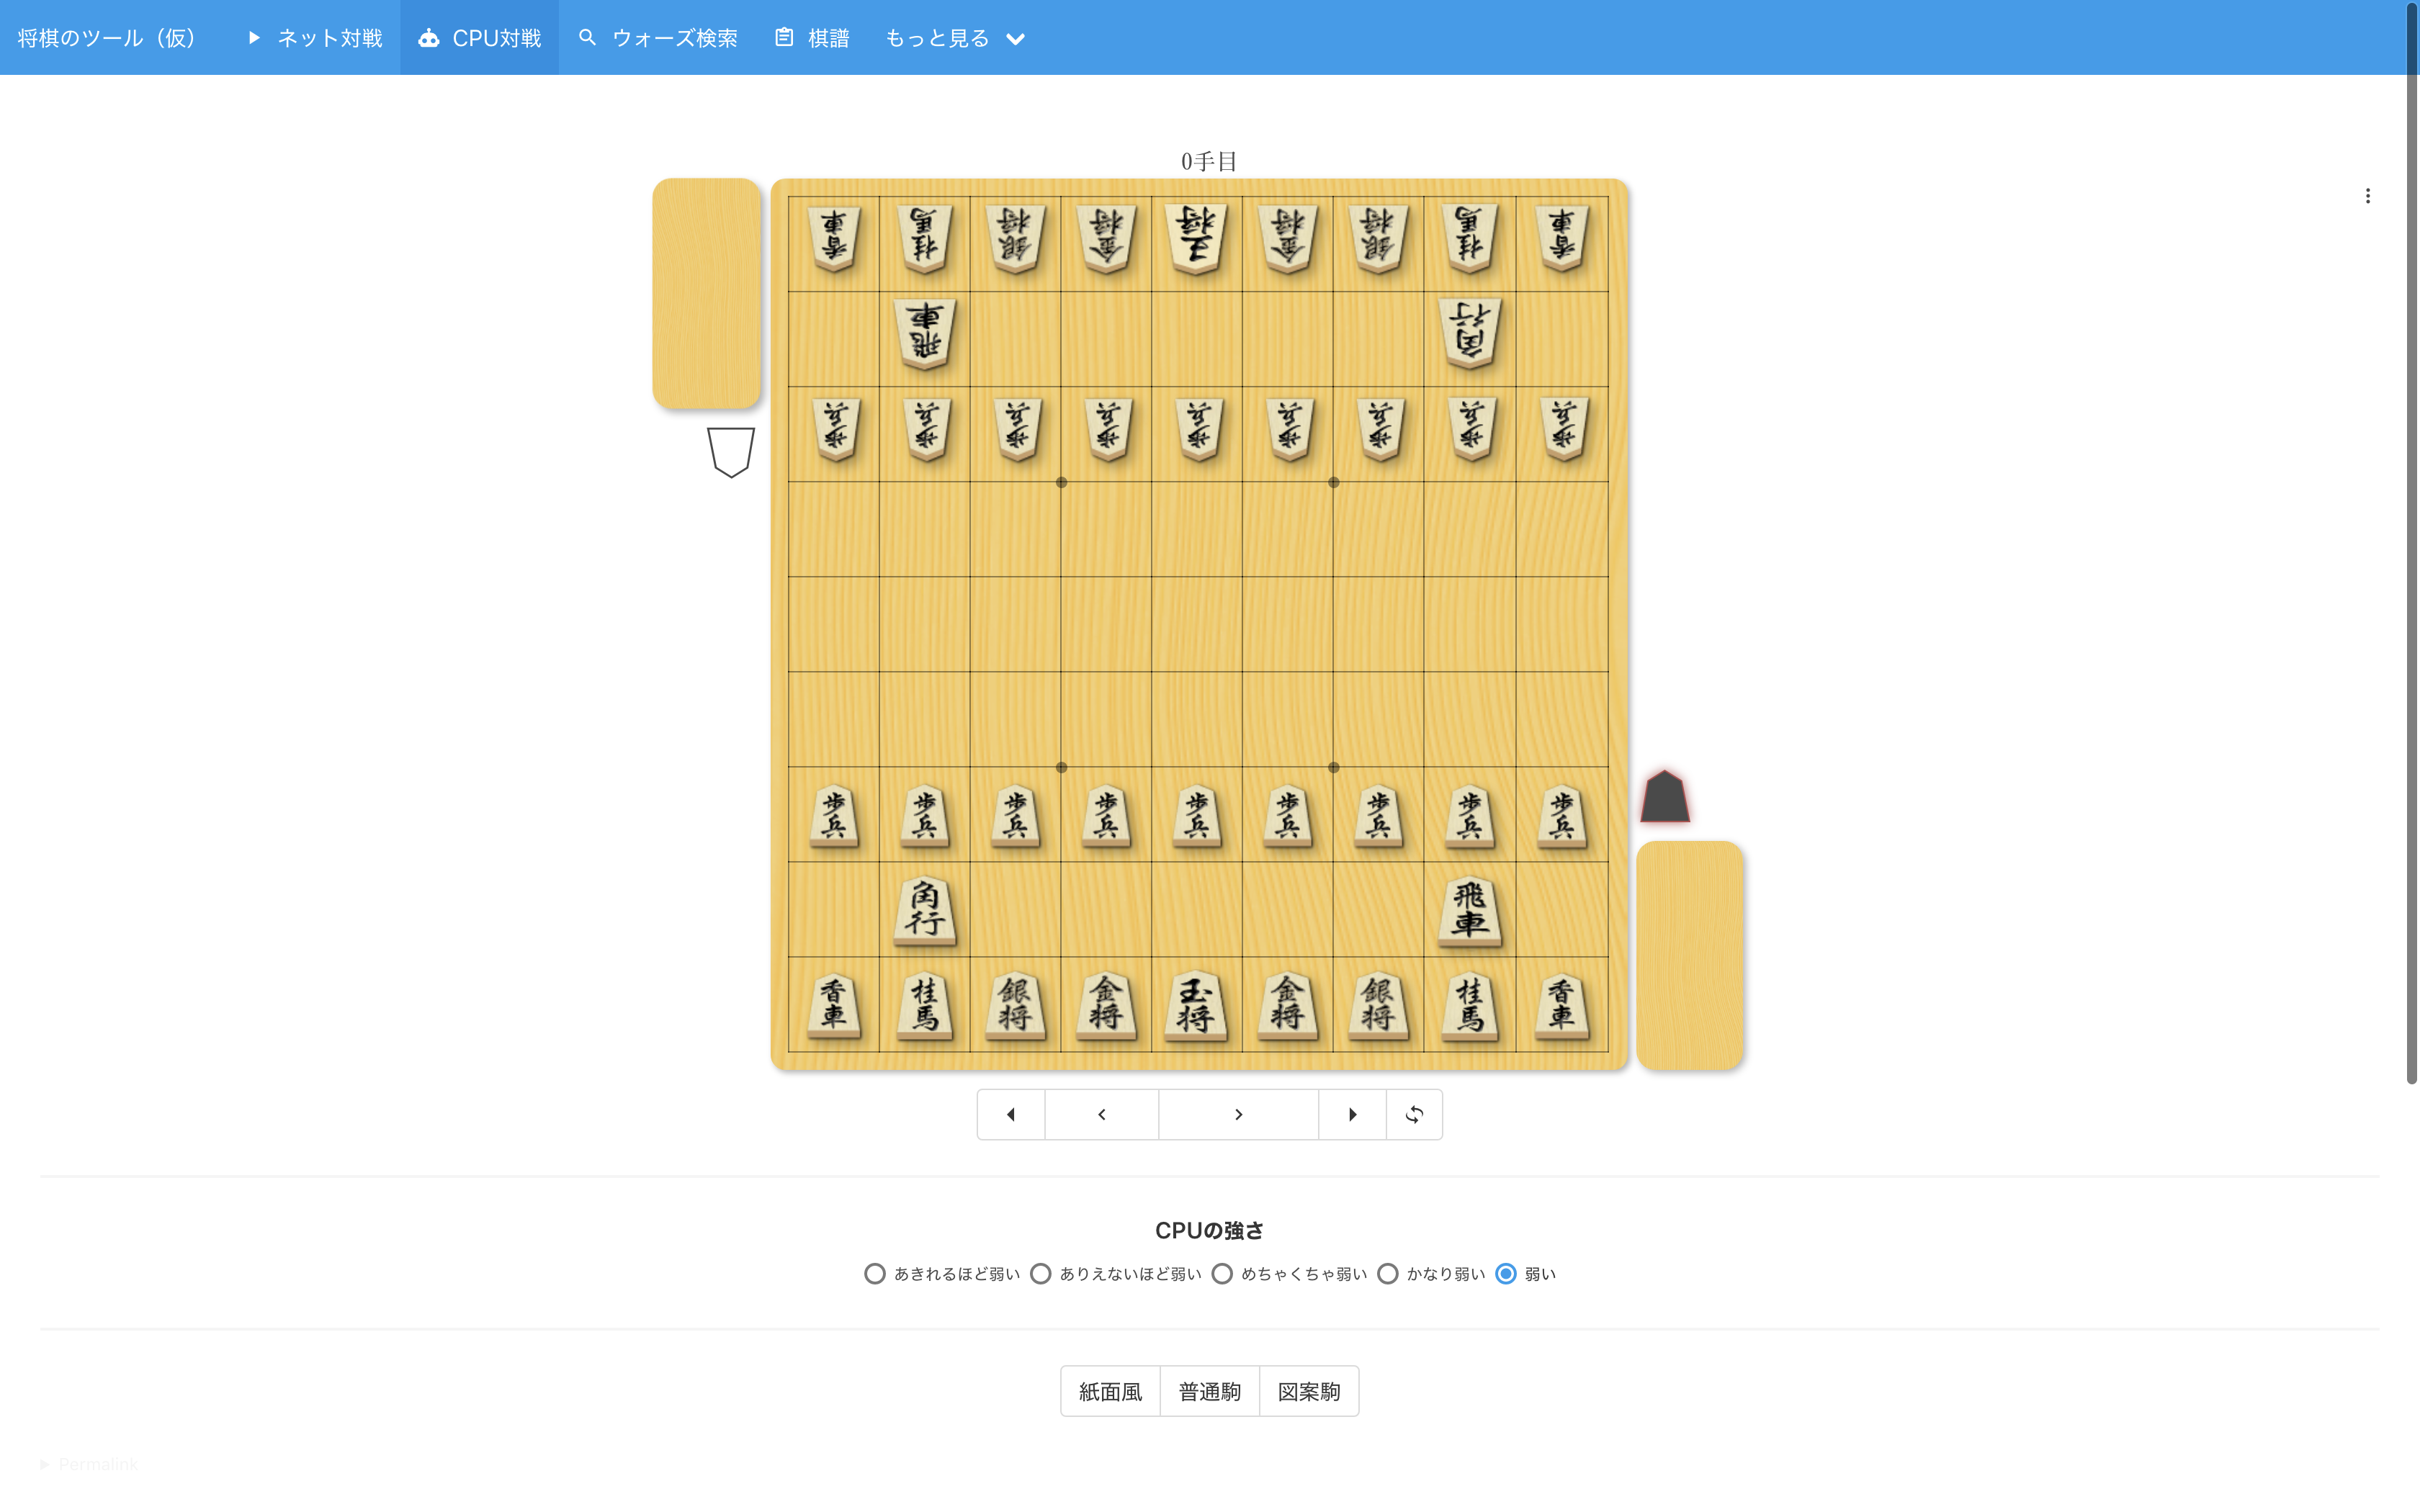 将棋のツール（仮） ネット対戦 CPU対戦 ウォーズ検索 棋譜 もっと見る
0手目
香車 桂馬 銀将 金将 王将 金将 銀将 桂馬 香車
飛車 角行
歩兵 歩兵 歩兵 歩兵 歩兵 歩兵 歩兵 歩兵 歩兵
歩兵 歩兵 歩兵 歩兵 歩兵 歩兵 歩兵 歩兵 歩兵
角行 飛車
香車 桂馬 銀将 金将 玉将 金将 銀将 桂馬 香車
CPUの強さ
あきれるほど弱い ありえないほど弱い めちゃくちゃ弱い かなり弱い 弱い
紙面風 普通駒 図案駒
Permalink